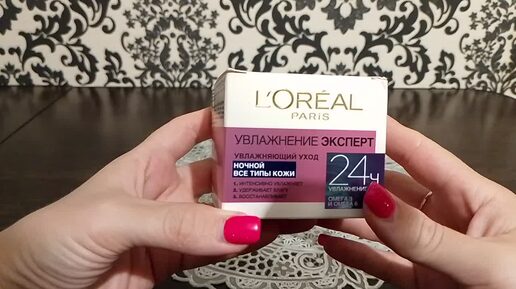 L'ORÉAL
PARIS
УВЛАЖНЕНИЕ ЭКСПЕРТ
УВЛАЖНЯЮЩИЙ УХОД
НОЧНОЙ
ВСЕ ТИПЫ КОЖИ
1. ИНТЕНСИВНО УВЛАЖНЯЕТ
2. УДЕРЖИВАЕТ ВЛАГУ
3. ВОССТАНАВЛИВАЕТ
24Ч
УВЛАЖНЕНИЕ
ОМЕГА 3
И ОМЕГА 6